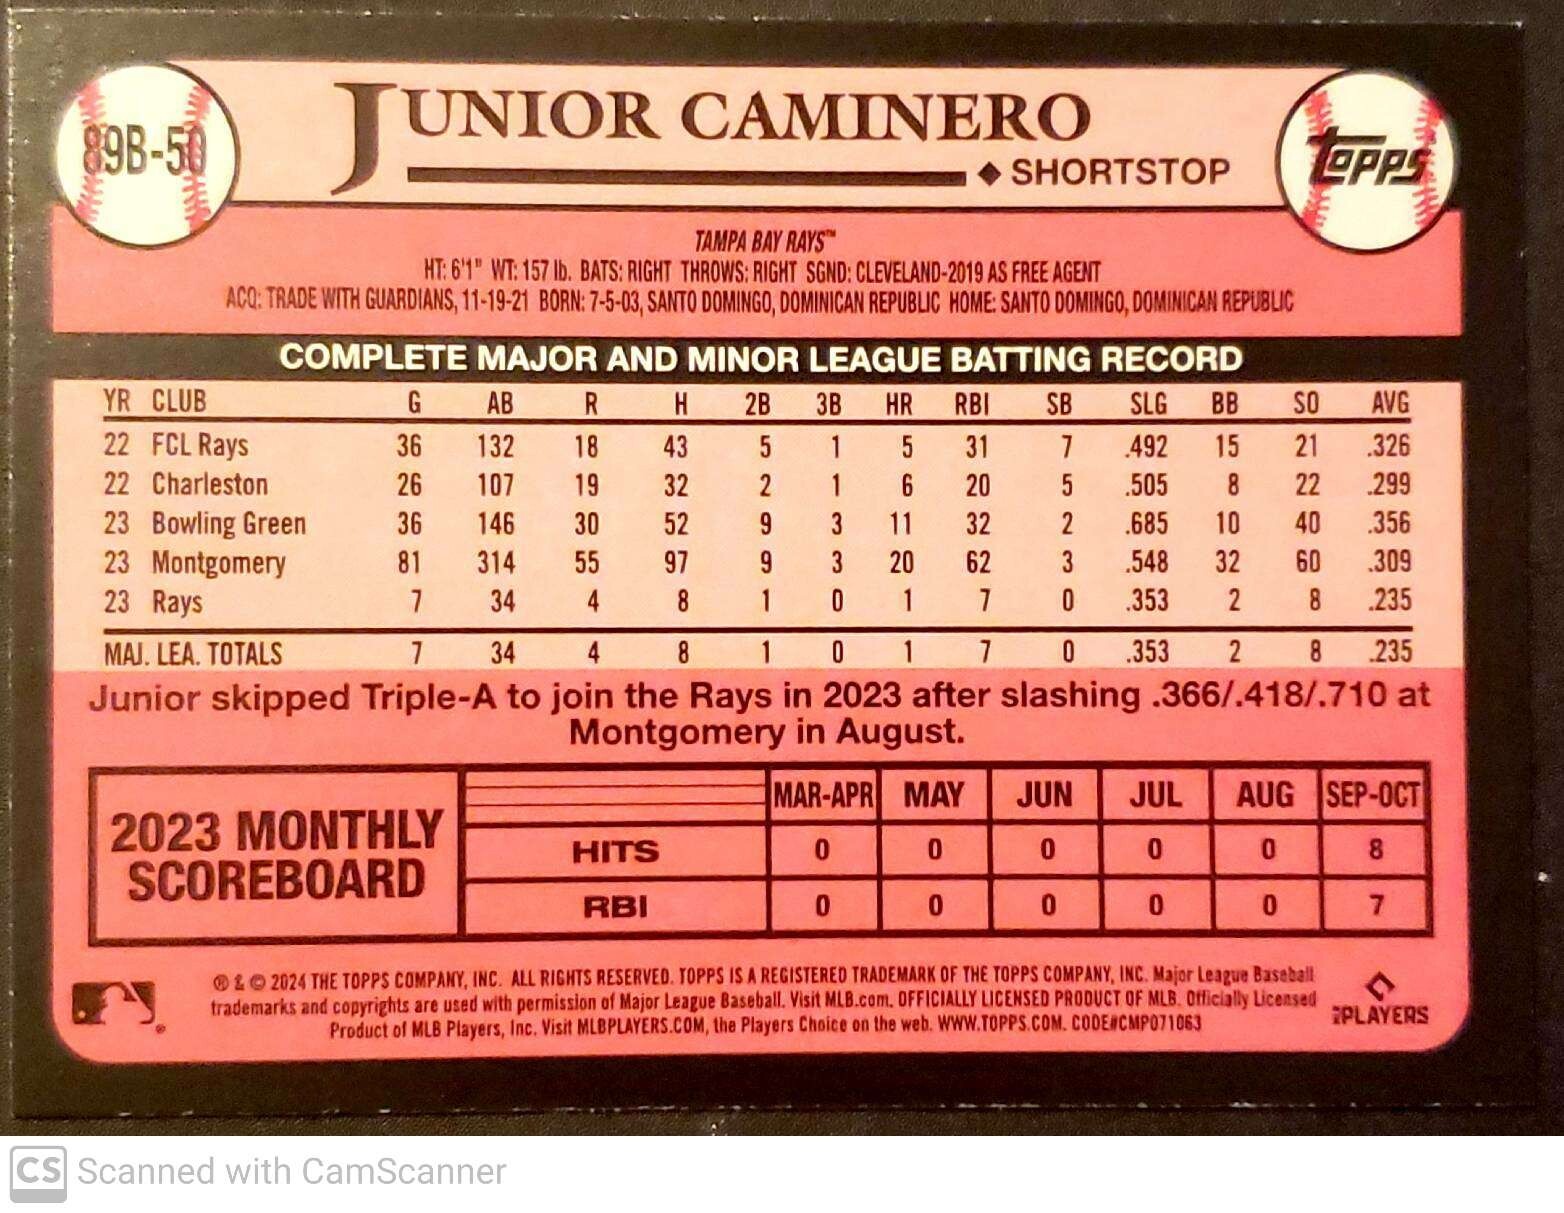 89B-50
JUNIOR CAMINERO
◆ SHORTSTOP
TOPPS
TAMPA BAY RAYS™
HT: 6'1" WT: 157 lb. BATS: RIGHT THROWS: RIGHT SGND: CLEVELAND-2019 AS FREE AGENT
ACQ: TRADE WITH GUARDIANS, 11-19-21 BORN: 7-5-03, SANTO DOMINGO, DOMINICAN REPUBLIC HOME: SANTO DOMINGO, DOMINICAN REPUBLIC
COMPLETE MAJOR AND MINOR LEAGUE BATTING RECORD
YR CLUB G AB R H 2B 3B HR RBI SB SLG BB SO AVG
22 FCL Rays 36 132 18 43 5 1 5 31 7 .492 15 21 .326
22 Charleston 26 107 19 32 2 1 6 20 5 .505 8 22 .299
23 Bowling Green 36 146 30 52 9 3 11 32 2 .685 10 40 .356
23 Montgomery 81 314 55 97 9 3 20 62 3 .548 32 60 .309
23 Rays 7 34 4 8 1 0 1 7 0 .353 2 8 .235
MAJ. LEA. TOTALS 7 34 4 8 1 0 1 7 0 .353 2 8 .235
Junior skipped Triple-A to join the Rays in 2023 after slashing .366/.418/.710 at
Montgomery in August.
2023 MONTHLY
SCOREBOARD
MAR-APR MAY JUN JUL AUG SEP-OCT
HITS 0 0 0 0 0 8
RBI 0 0 0 0 0 7
® & © 2024 THE TOPPS COMPANY, INC. ALL RIGHTS RESERVED. TOPPS IS A REGISTERED TRADEMARK OF THE TOPPS COMPANY, INC. Major League Baseball
trademarks and copyrights are used with permission of Major League Baseball. Visit MLB.com. OFFICIALLY LICENSED PRODUCT OF MLB. Officially Licensed
Product of MLB Players, Inc. Visit MLBPLAYERS.COM, the Players Choice on the web. WWW.TOPPS.COM. CODE#CMP071063
MLBPLAYERS
CS Scanned with CamScanner